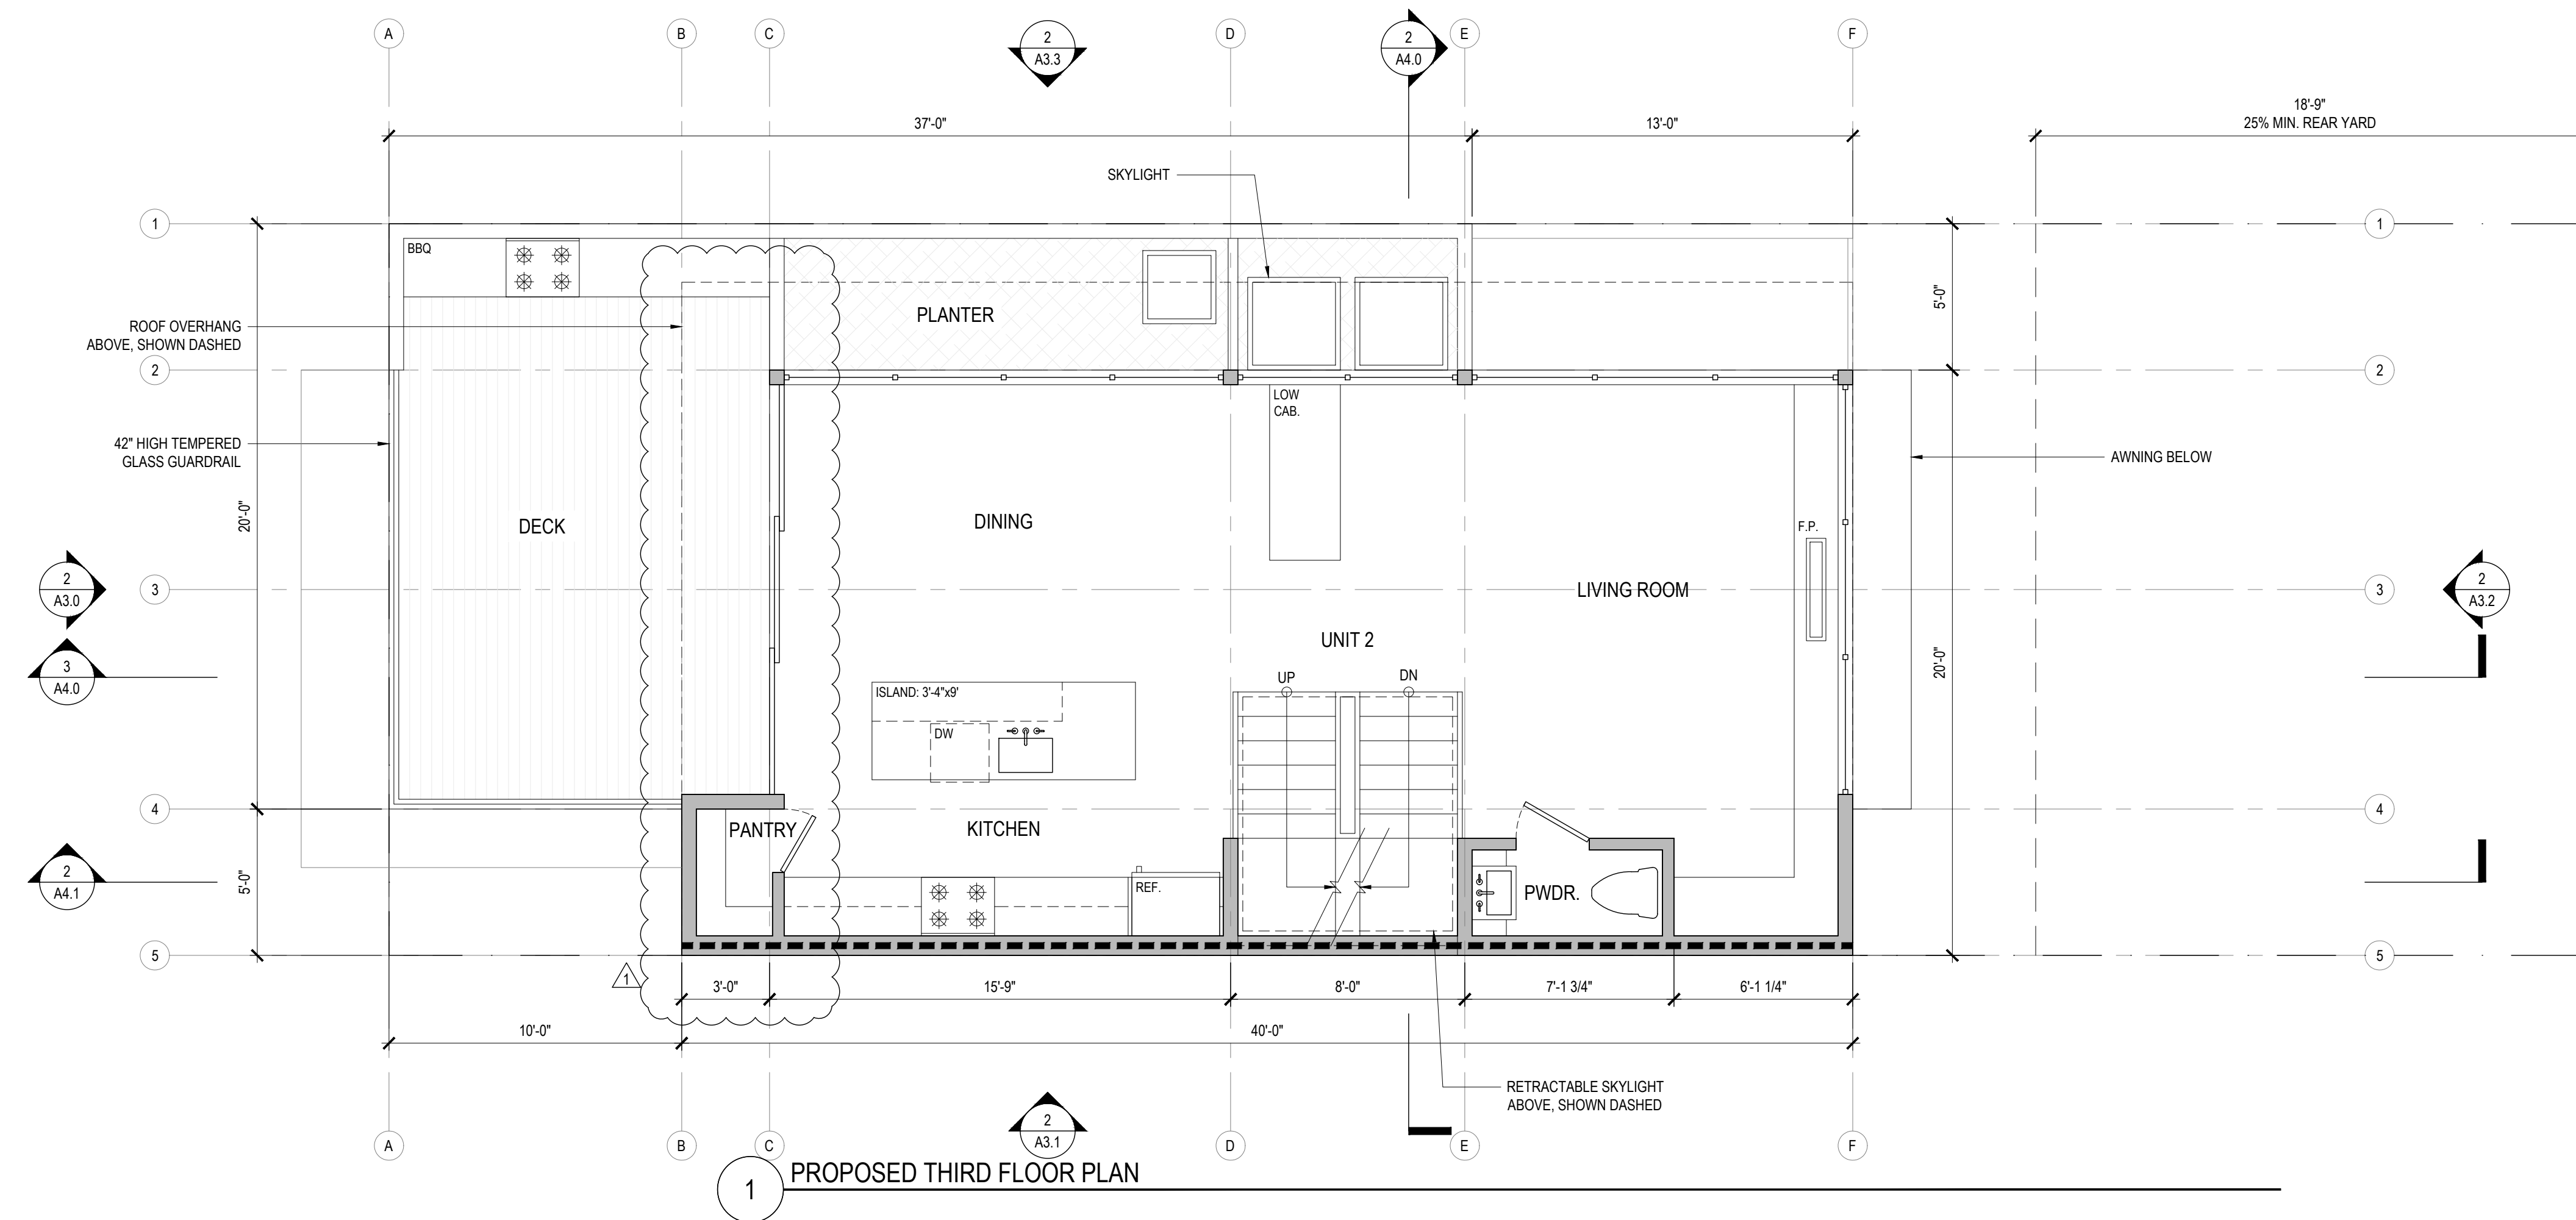 A
B
C
2
A3.3
D
2
A4.0
E
F
18'-9"
25% MIN. REAR YARD
37'-0"
13'-0"
SKYLIGHT
1
1
BBQ
5'-0"
PLANTER
ROOF OVERHANG
ABOVE, SHOWN DASHED
2
2
LOW
CAB.
42" HIGH TEMPERED
GLASS GUARDRAIL
AWNING BELOW
20'-0"
DECK
DINING
F.P.
2
A3.0
3
LIVING ROOM
3
2
A3.2
UNIT 2
20'-0"
3
A4.0
UP
DN
ISLAND: 3'-4"x9'
DW
4
PANTRY
KITCHEN
4
2
A4.1
5'-0"
REF.
PWDR.
5
5
1
3'-0"
15'-9"
8'-0"
7'-1 3/4"
6'-1 1/4"
10'-0"
40'-0"
RETRACTABLE SKYLIGHT
ABOVE, SHOWN DASHED
A
B
C
2
A3.1
D
E
F
1
PROPOSED THIRD FLOOR PLAN